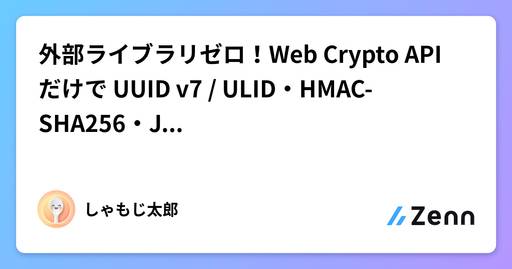 外部ライブラリゼロ！Web Crypto API
だけで UUID v7 / ULID・HMAC-
SHA256・J...
しゃもじ太郎
Zenn